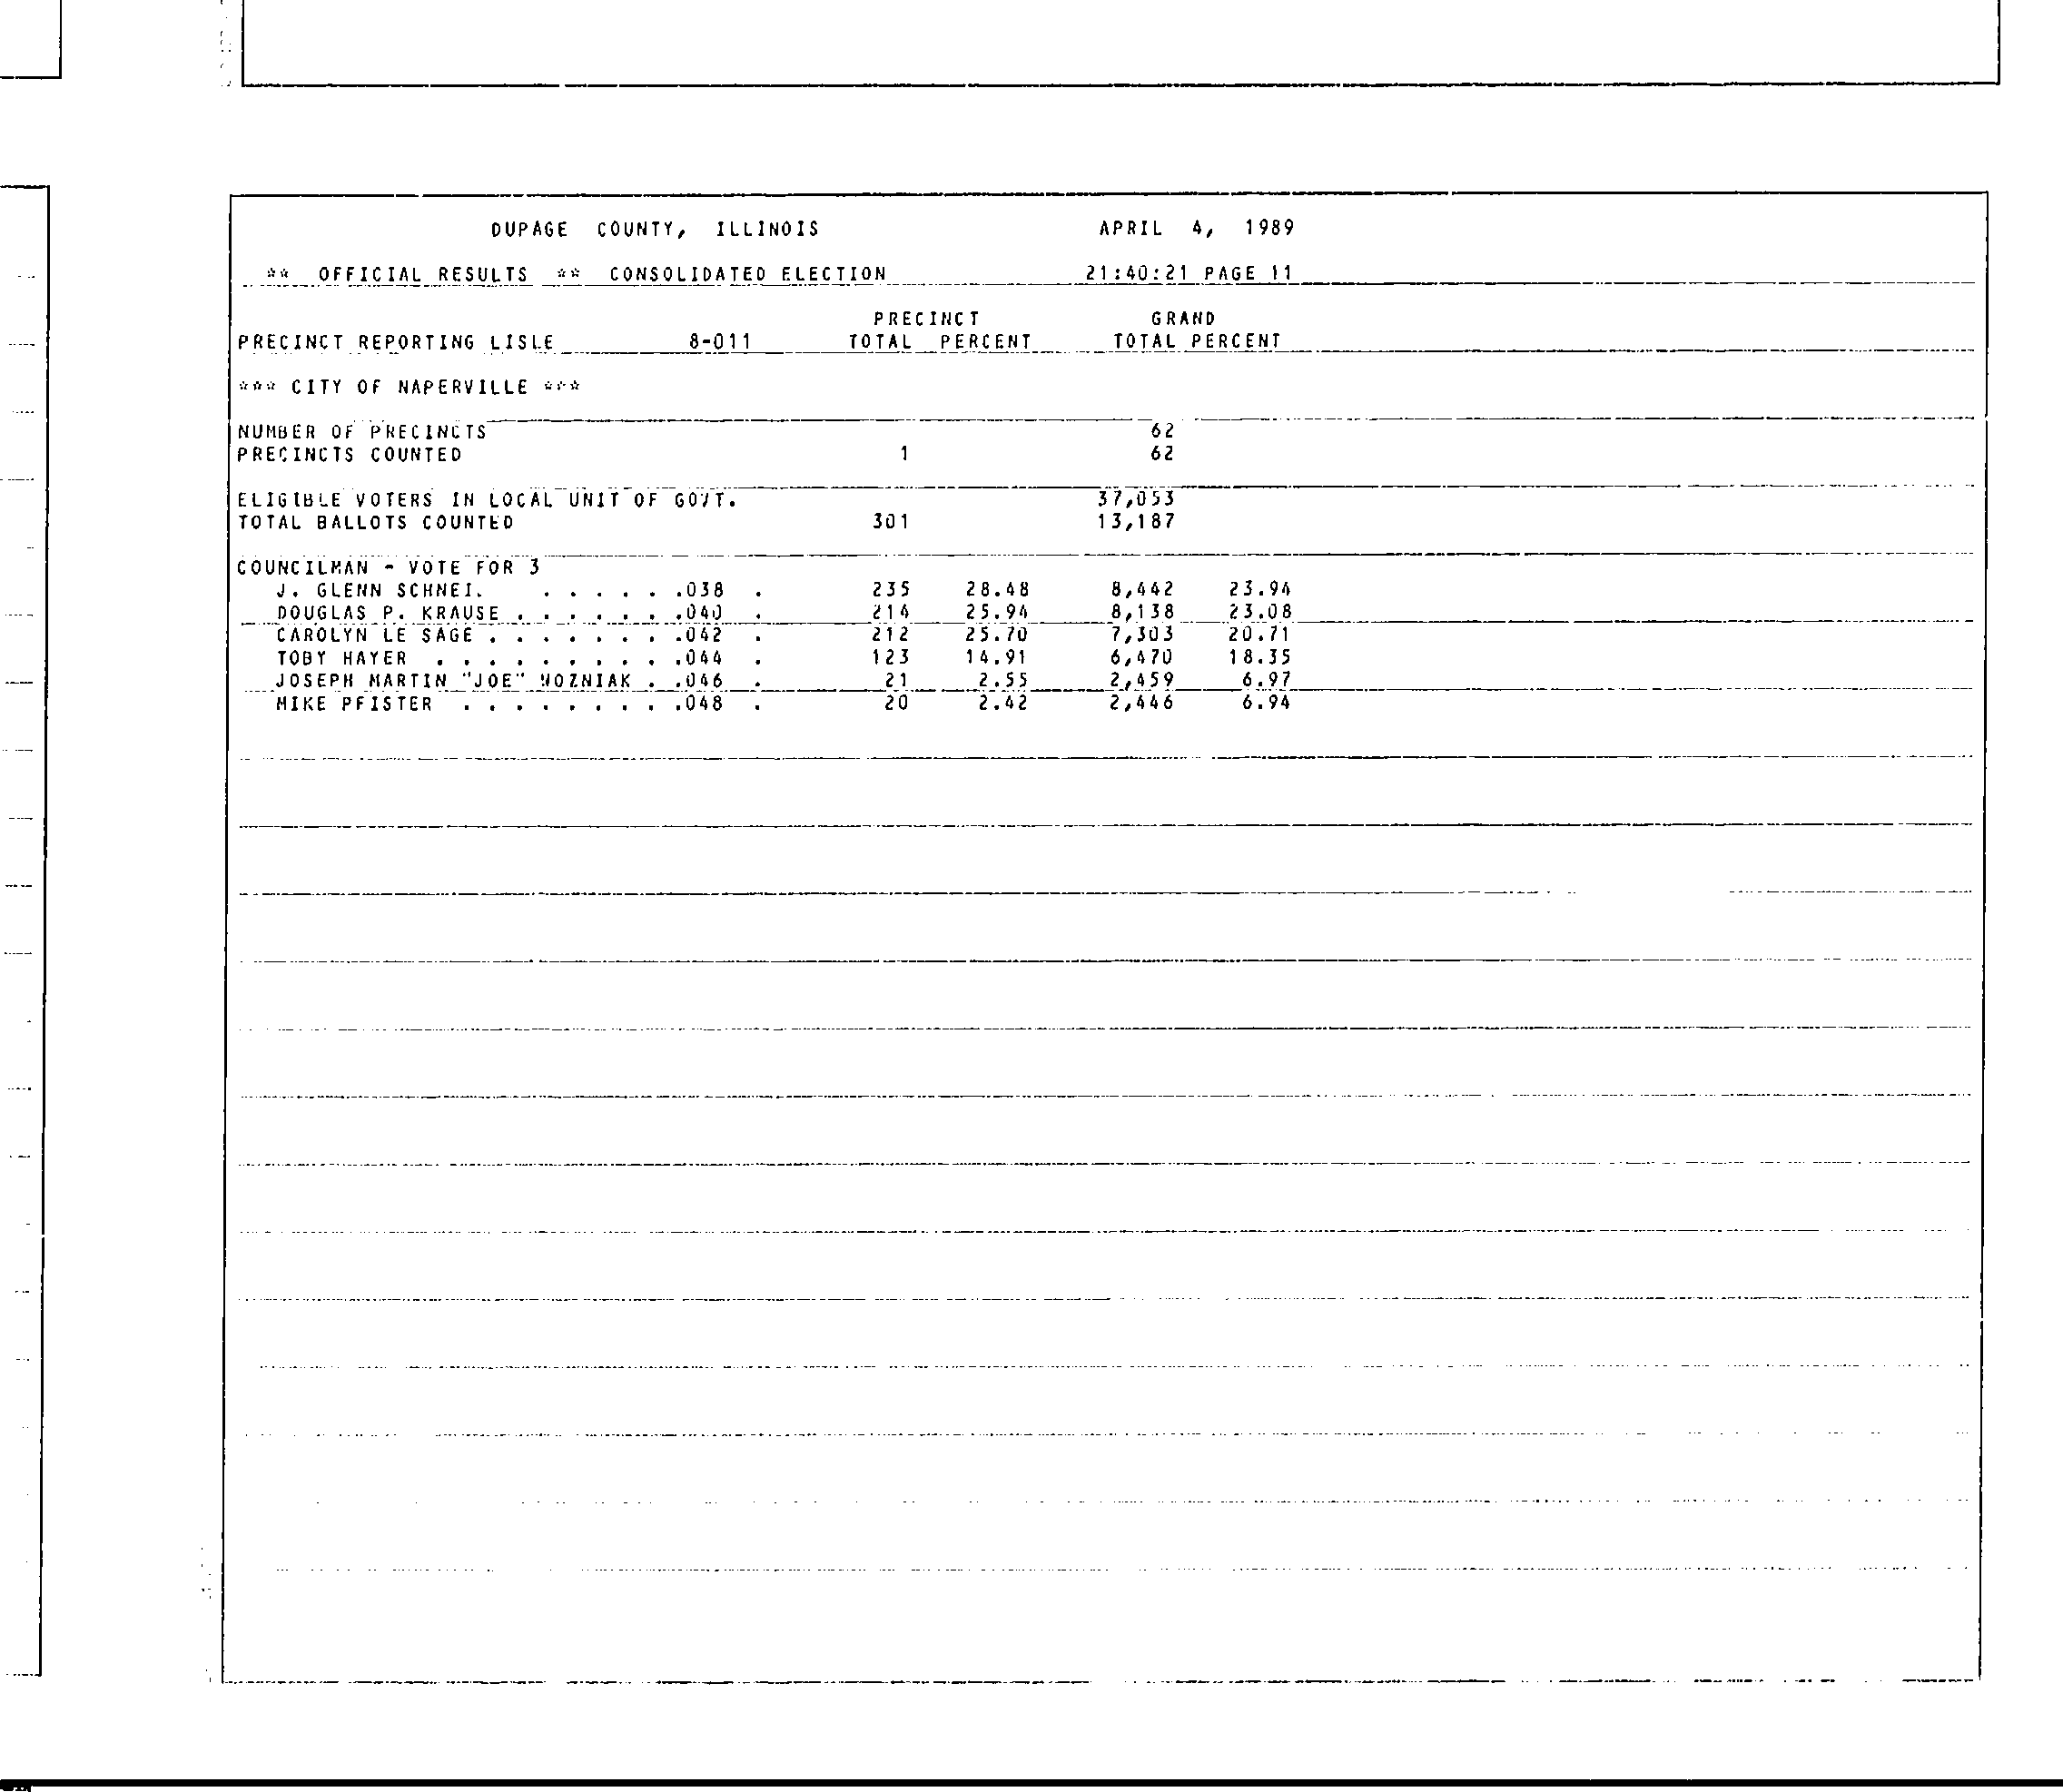 DUPAGE COUNTY, ILLINOIS APRIL 4, 1989
** OFFICIAL RESULTS ** CONSOLIDATED ELECTION 21:40:21 PAGE 11
PRECINCT GRAND
PRECINCT REPORTING LISLE 8-011 TOTAL PERCENT TOTAL PERCENT
*** CITY OF NAPERVILLE ***
NUMBER OF PRECINCTS 62
PRECINCTS COUNTED 1 62
ELIGIBLE VOTERS IN LOCAL UNIT OF GOVT. 37,053
TOTAL BALLOTS COUNTED 301 13,187
COUNCILMAN - VOTE FOR 3
J. GLENN SCHNEI. . . . . . .038 . 235 28.48 8,442 23.94
DOUGLAS P. KRAUSE . . . . . . .040 . 214 25.94 8,138 23.08
CAROLYN LE SAGE . . . . . . . .042 . 212 25.70 7,303 20.71
TOBY HAYER . . . . . . . . . .044 . 123 14.91 6,470 18.35
JOSEPH MARTIN "JOE" WOZNIAK . .046 . 21 2.55 2,459 6.97
MIKE PFISTER . . . . . . . . .048 . 20 2.42 2,446 6.94